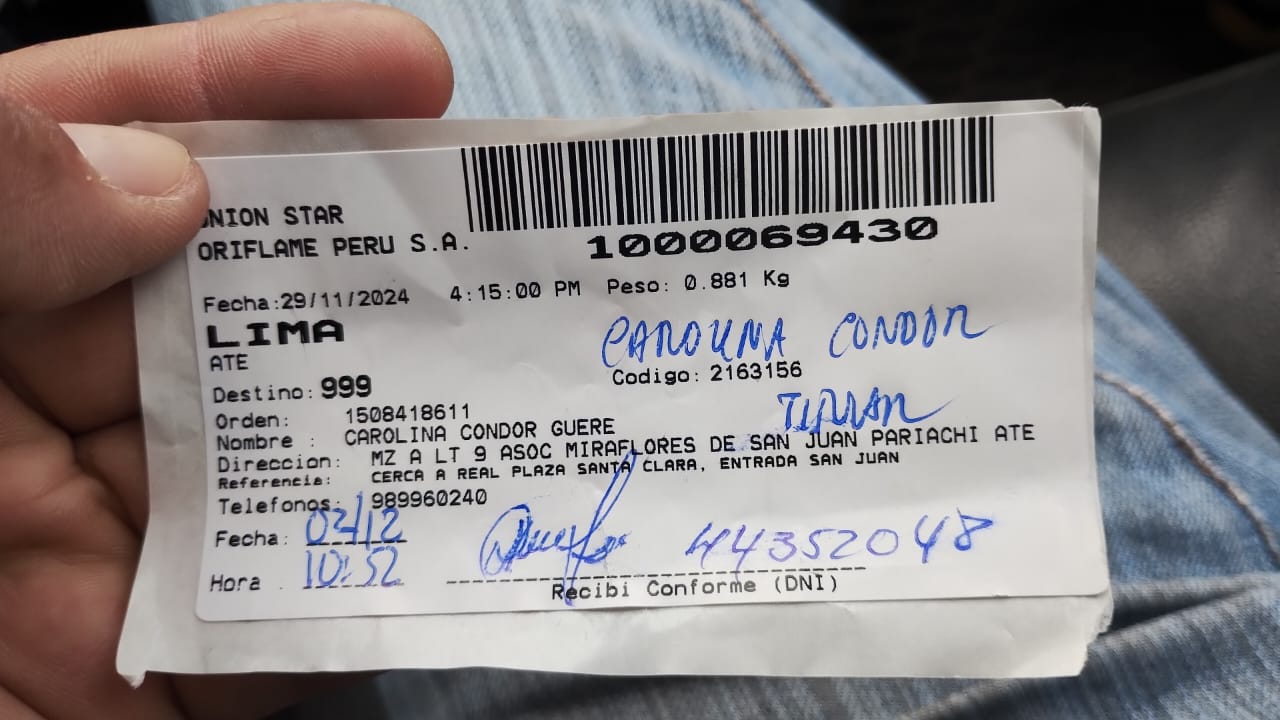 UNION STAR
ORIFLAME PERU S.A.
1000069430
Fecha:29/11/2024 4:15:00 PM Peso: 0.881 Kg
LIMA
CAROLINA CONDOR
ATE
Codigo: 2163156
Destino: 999
Orden: 1508418611
TITULAR
Nombre : CAROLINA CONDOR GUERE
Direccion: MZ A LT 9 ASOC MIRAFLORES DE SAN JUAN PARIACHI ATE
Referencia: CERCA A REAL PLAZA SANTA CLARA, ENTRADA SAN JUAN
Telefonos: 989960240
Fecha: 02/12
44352048
Hora : 10:52
Recibi Conforme (DNI)